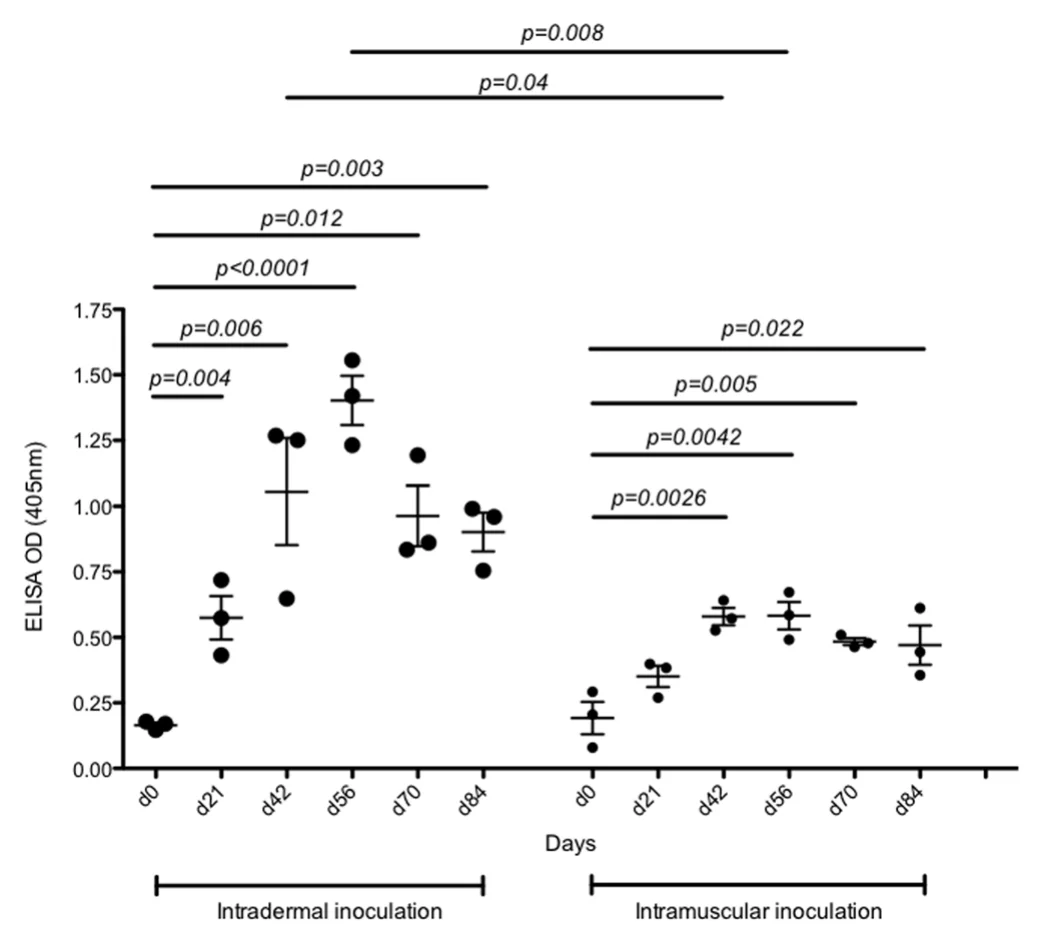 p=0.008
p=0.04
p=0.003
p=0.012
p<0.0001
p=0.006
p=0.004
p=0.022
p=0.005
p=0.0042
p=0.0026
ELISA OD (405nm)
1.75
1.50
1.25
1.00
0.75
0.50
0.25
0.00
d0 d21 d42 d56 d70 d84 d0 d21 d42 d56 d70 d84
Days
Intradermal inoculation Intramuscular inoculation